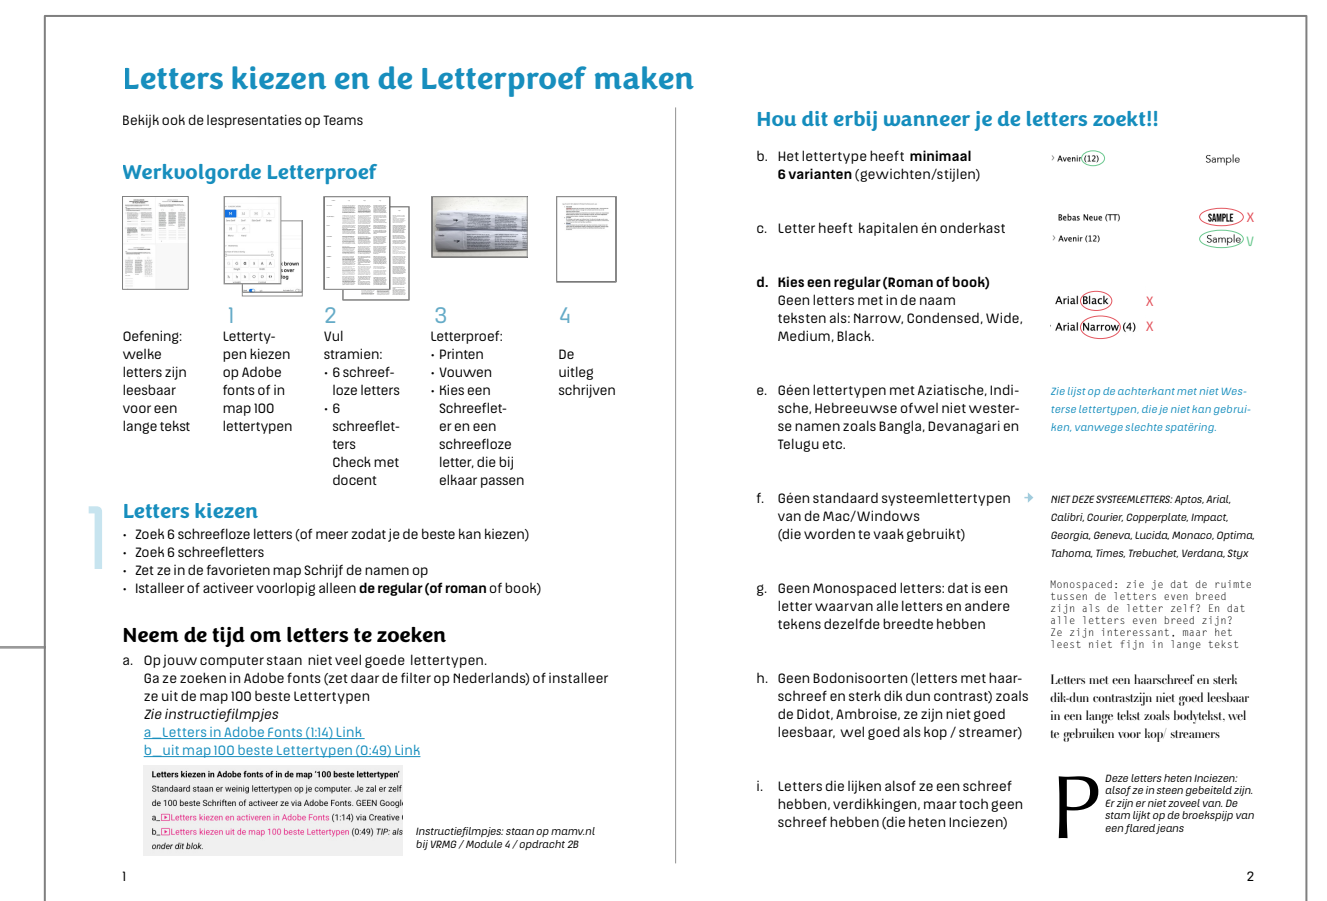 Letters kiezen en de Letterproef maken
Bekijk ook de lespresentaties op Teams
Werkvolgorde Letterproef
Oefening:
welke
letters zijn
leesbaar
voor een
lange tekst
1
Letterty-
pen kiezen
op Adobe
fonts of in
map 100
lettertypen
2
Vul
stramien:
• 6 schreef-
loze letters
• 6
schreeflet-
ters
Check met
docent
3
Letterproef:
• Printen
• Vouwen
• Kies een
Schreeflet-
er en een
schreefloze
letter, die bij
elkaar passen
4
De
uitleg
schrijven
1
Letters kiezen
• Zoek 6 schreefloze letters (of meer zodat je de beste kan kiezen)
• Zoek 6 schreefletters
• Zet ze in de favorieten map Schrijf de namen op
• Istalleer of activeer voorlopig alleen de regular (of roman of book)
Neem de tijd om letters te zoeken
a. Op jouw computer staan niet veel goede lettertypen.
Ga ze zoeken in Adobe fonts (zet daar de filter op Nederlands) of installeer
ze uit de map 100 beste Lettertypen
Zie instructiefilmpjes
a_Letters in Adobe Fonts (1:14) Link
b_uit map 100 beste Lettertypen (0:49) Link
Letters kiezen in Adobe fonts of in de map '100 beste lettertypen'
Standaard staan er weinig lettertypen op je computer. Je zal er zelf
de 100 beste Schriften of activeer ze via Adobe Fonts. GEEN Googl
a_Letters kiezen en activeren in Adobe Fonts (1:14) via Creative
b_Letters kiezen uit de map 100 beste Lettertypen (0:49) TIP: als
onder dit blok.
Instructiefilmpjes: staan op mamv.nl
bij VRMG / Module 4 / opdracht 2B
1
Hou dit erbij wanneer je de letters zoekt!!
b. Het lettertype heeft minimaal
6 varianten (gewichten/stijlen)
› Avenir (12)
Sample
c. Letter heeft kapitalen én onderkast
Bebas Neue (TT)
SAMPLE X
› Avenir (12)
Sample V
d. Kies een regular (Roman of book)
Geen letters met in de naam
teksten als: Narrow, Condensed, Wide,
Medium, Black.
Arial Black X
Arial Narrow (4) X
e. Géen lettertypen met Aziatische, Indi-
sche, Hebreeuwse ofwel niet wester-
se namen zoals Bangla, Devanagari en
Telugu etc.
Zie lijst op de achterkant met niet Wes-
terse lettertypen, die je niet kan gebrui-
ken, vanwege slechte spatëring.
f. Géen standaard systeemlettertypen
van de Mac/Windows
(die worden te vaak gebruikt)
NIET DEZE SYSTEEMLETTERS: Aptos, Arial,
Calibri, Courier, Copperplate, Impact,
Georgia, Geneva, Lucida, Monaco, Optima,
Tahoma, Times, Trebuchet, Verdana, Styx
g. Geen Monospaced letters: dat is een
letter waarvan alle letters en andere
tekens dezelfde breedte hebben
Monospaced: zie je dat de ruimte
tussen de letters even breed
zijn als de letter zelf? En dat
alle letters even breed zijn?
Ze zijn interessant, maar het
leest niet fijn in lange tekst
h. Geen Bodonisoorten (letters met haar-
schreef en sterk dik dun contrast) zoals
de Didot, Ambroise, ze zijn niet goed
leesbaar, wel goed als kop / streamer)
Letters met een haarschreef en sterk
dik-dun contrastzijn niet goed leesbaar
in een lange tekst zoals bodytekst, wel
te gebruiken voor kop/ streamers
i. Letters die lijken alsof ze een schreef
hebben, verdikkingen, maar toch geen
schreef hebben (die heten Inciezen)
P
Deze letters heten Inciezen:
alsof ze in steen gebeiteld zijn.
Er zijn er niet zoveel van. De
stam lijkt op de broekspijp van
een flared jeans
2